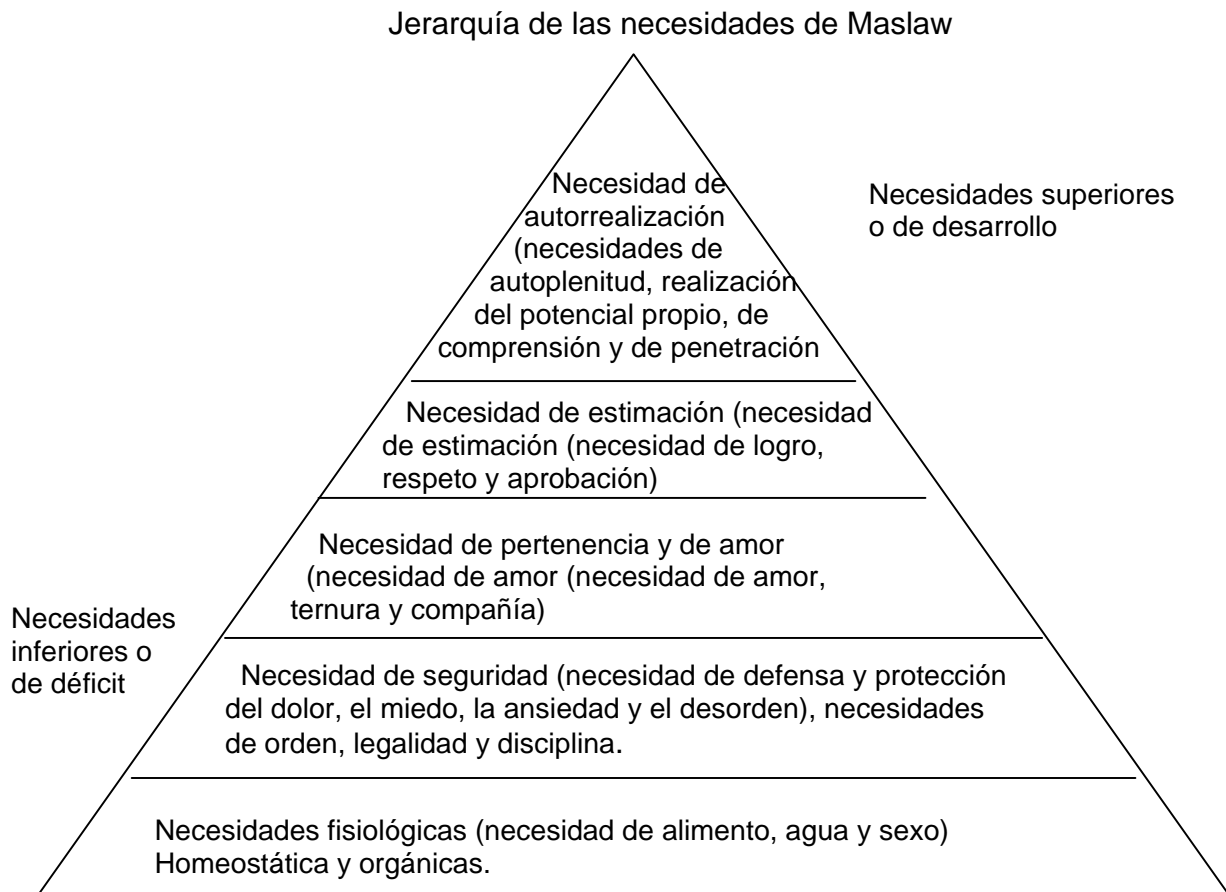 Jerarquía de las necesidades de Maslaw
Necesidad de
autorrealización
(necesidades de
autoplenitud, realización
del potencial propio, de
comprensión y de penetración
Necesidades superiores
o de desarrollo
Necesidad de estimación (necesidad
de estimación (necesidad de logro,
respeto y aprobación)
Necesidad de pertenencia y de amor
(necesidad de amor (necesidad de amor,
ternura y compañía)
Necesidades
inferiores o
de déficit
Necesidad de seguridad (necesidad de defensa y protección
del dolor, el miedo, la ansiedad y el desorden), necesidades
de orden, legalidad y disciplina.
Necesidades fisiológicas (necesidad de alimento, agua y sexo)
Homeostática y orgánicas.